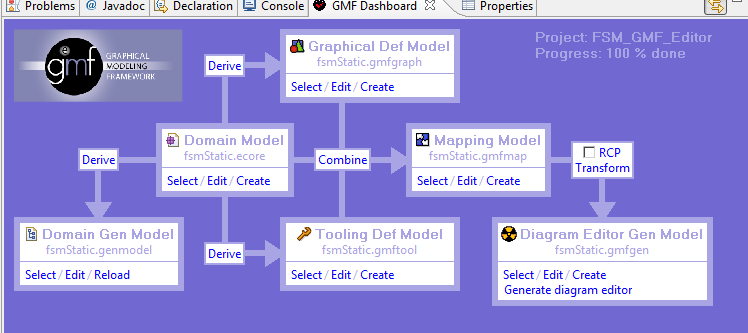 Problems
Javadoc
Declaration
Console
GMF Dashboard
Properties
gmf
GRAPHICAL
MODELING
FRAMEWORK
Project: FSM_GMF_Editor
Progress: 100 % done
Derive
Graphical Def Model
fsmStatic.gmfgraph
Select / Edit / Create
Derive
Domain Model
fsmStatic.ecore
Select / Edit / Create
Combine
Mapping Model
fsmStatic.gmfmap
Select / Edit / Create
RCP
Transform
Domain Gen Model
fsmStatic.genmodel
Select / Edit / Reload
Derive
Tooling Def Model
fsmStatic.gmftool
Select / Edit / Create
Diagram Editor Gen Model
fsmStatic.gmfgen
Select / Edit / Create
Generate diagram editor